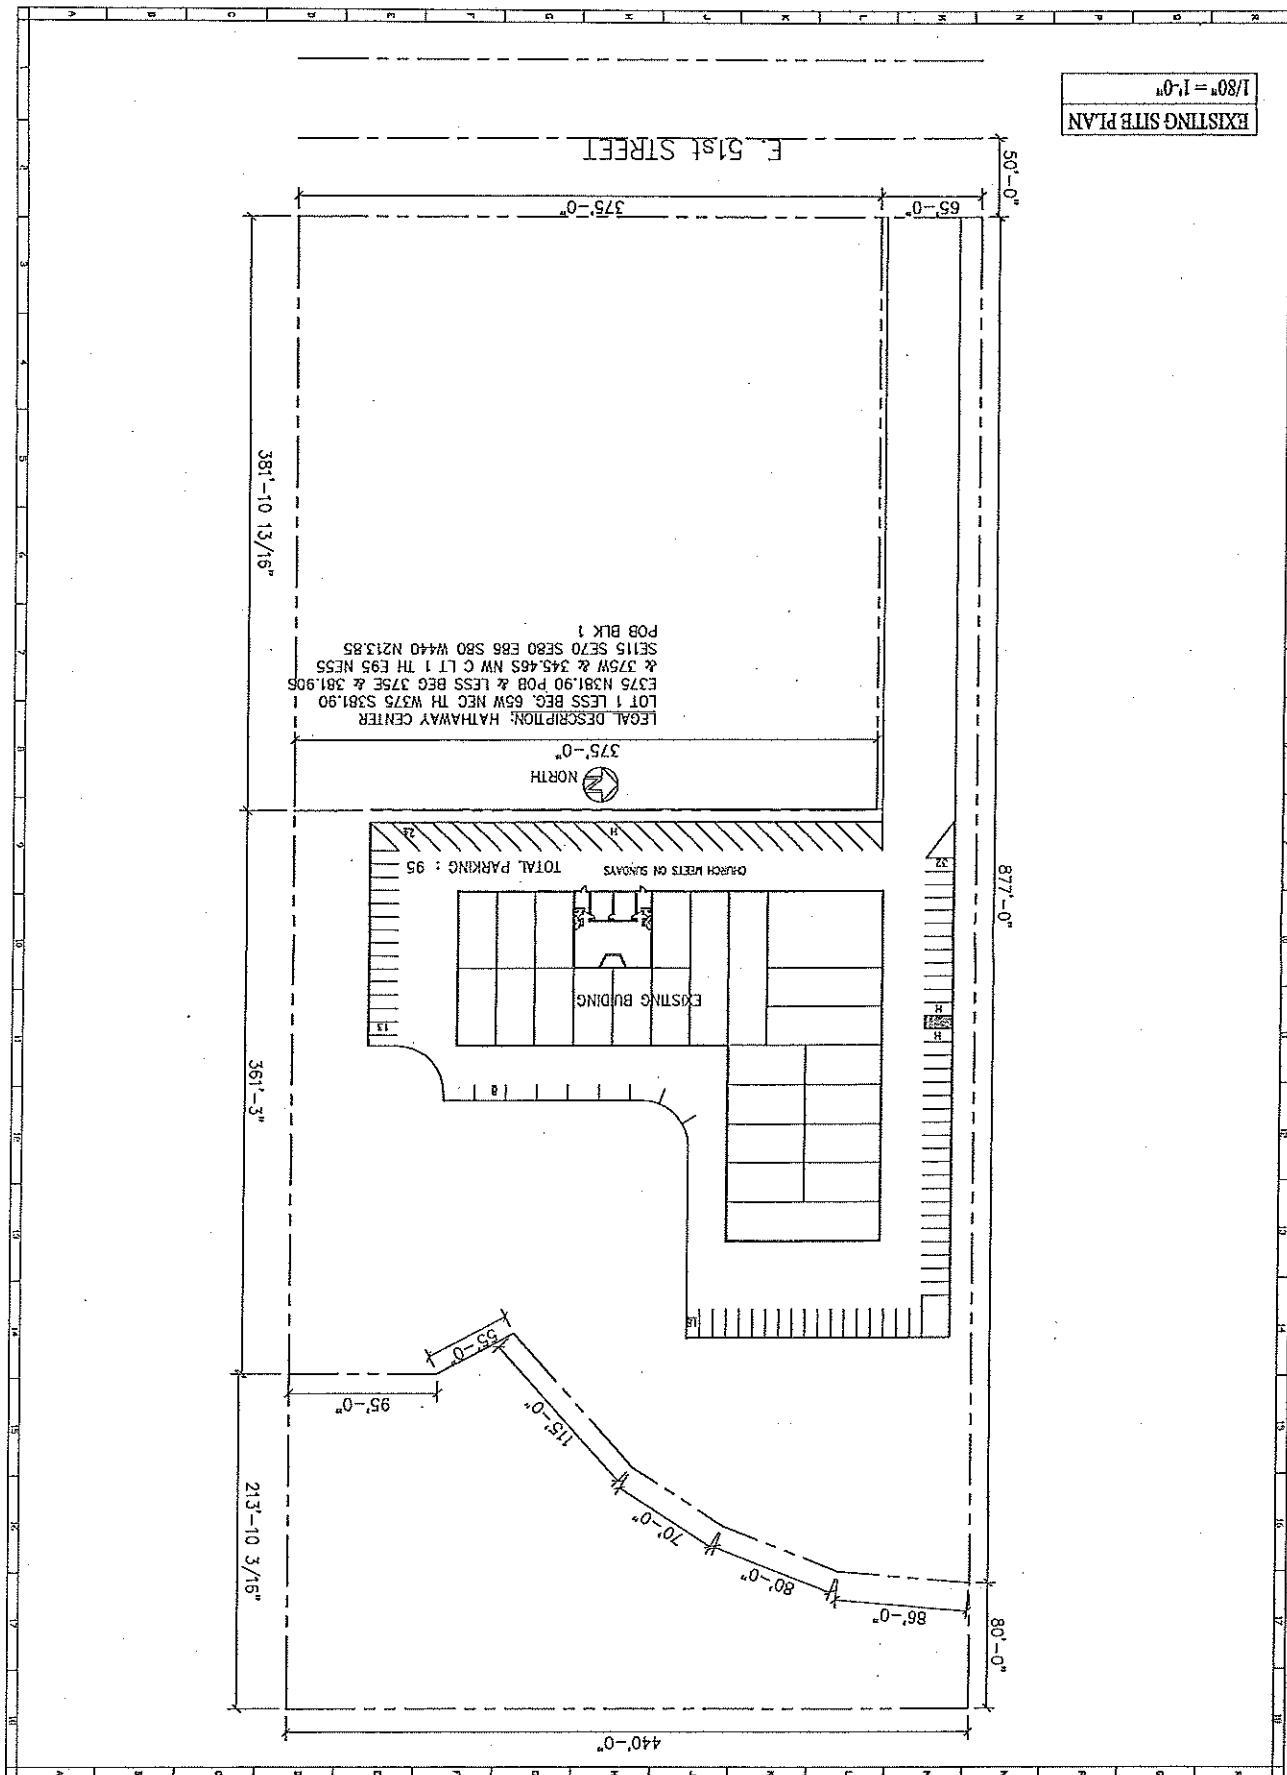 EXISTING SITE PLAN
1/80" = 1'-0"
E. 51st STREET
50'-0"
65'-0"
375'-0"
877'-0"
381'-10 13/16"
LEGAL DESCRIPTION: HATHAWAY CENTER
LOT 1 LESS BEG. 65W NEC TH W375 S381.90
E375 N381.90 POB & LESS BEG 375E & 381.90S
& 375W & 345.46S NW C LT 1 TH E95 NE55
SE115 SE70 SE80 E86 S80 W440 N213.85
POB BLK 1
375'-0"
NORTH
N
H
CHURCH MEETS ON SUNDAYS
TOTAL PARKING : 95
32
H
H
EXISTING BUIDING
13
8
361'-3"
55'-0"
95'-0"
115'-0"
70'-0"
80'-0"
86'-0"
80'-0"
213'-10 3/16"
440'-0"